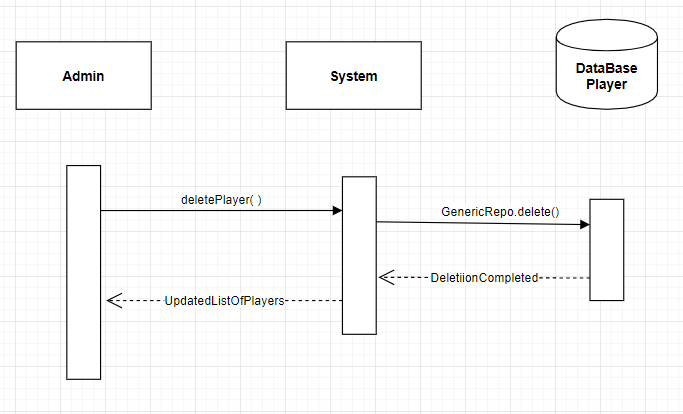 Admin
System
DataBase
Player
deletePlayer( )
GenericRepo.delete()
DeletiionCompleted
UpdatedListOfPlayers